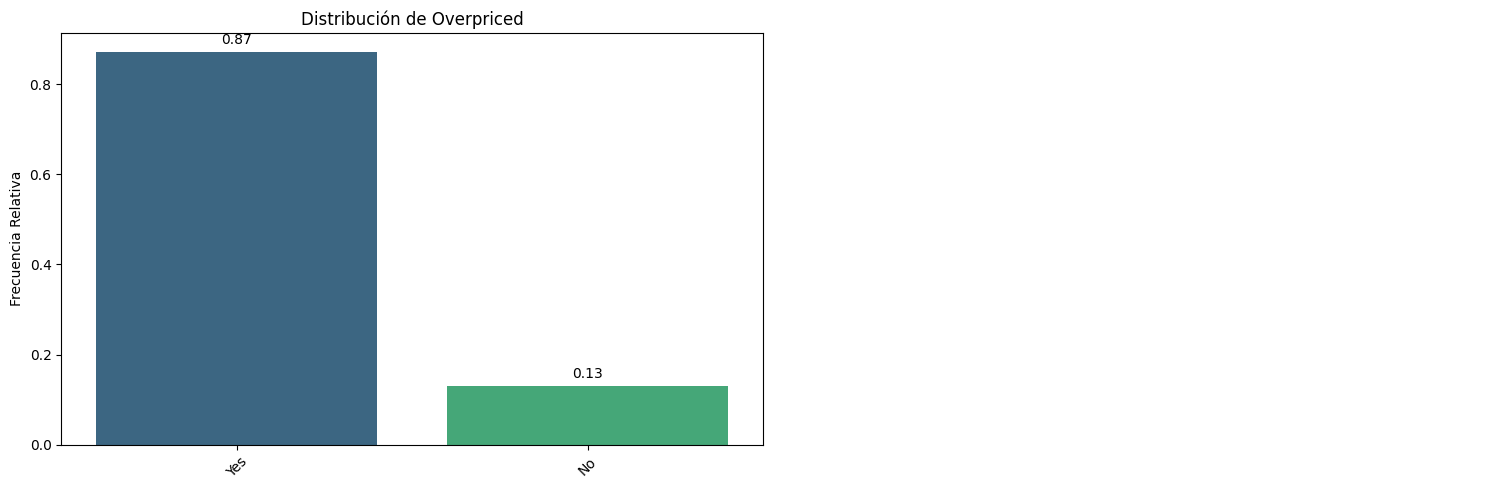 Distribución de Overpriced
0.87
0.8
0.6
Frecuencia Relativa
0.4
0.13
0.2
0.0
Yes
No